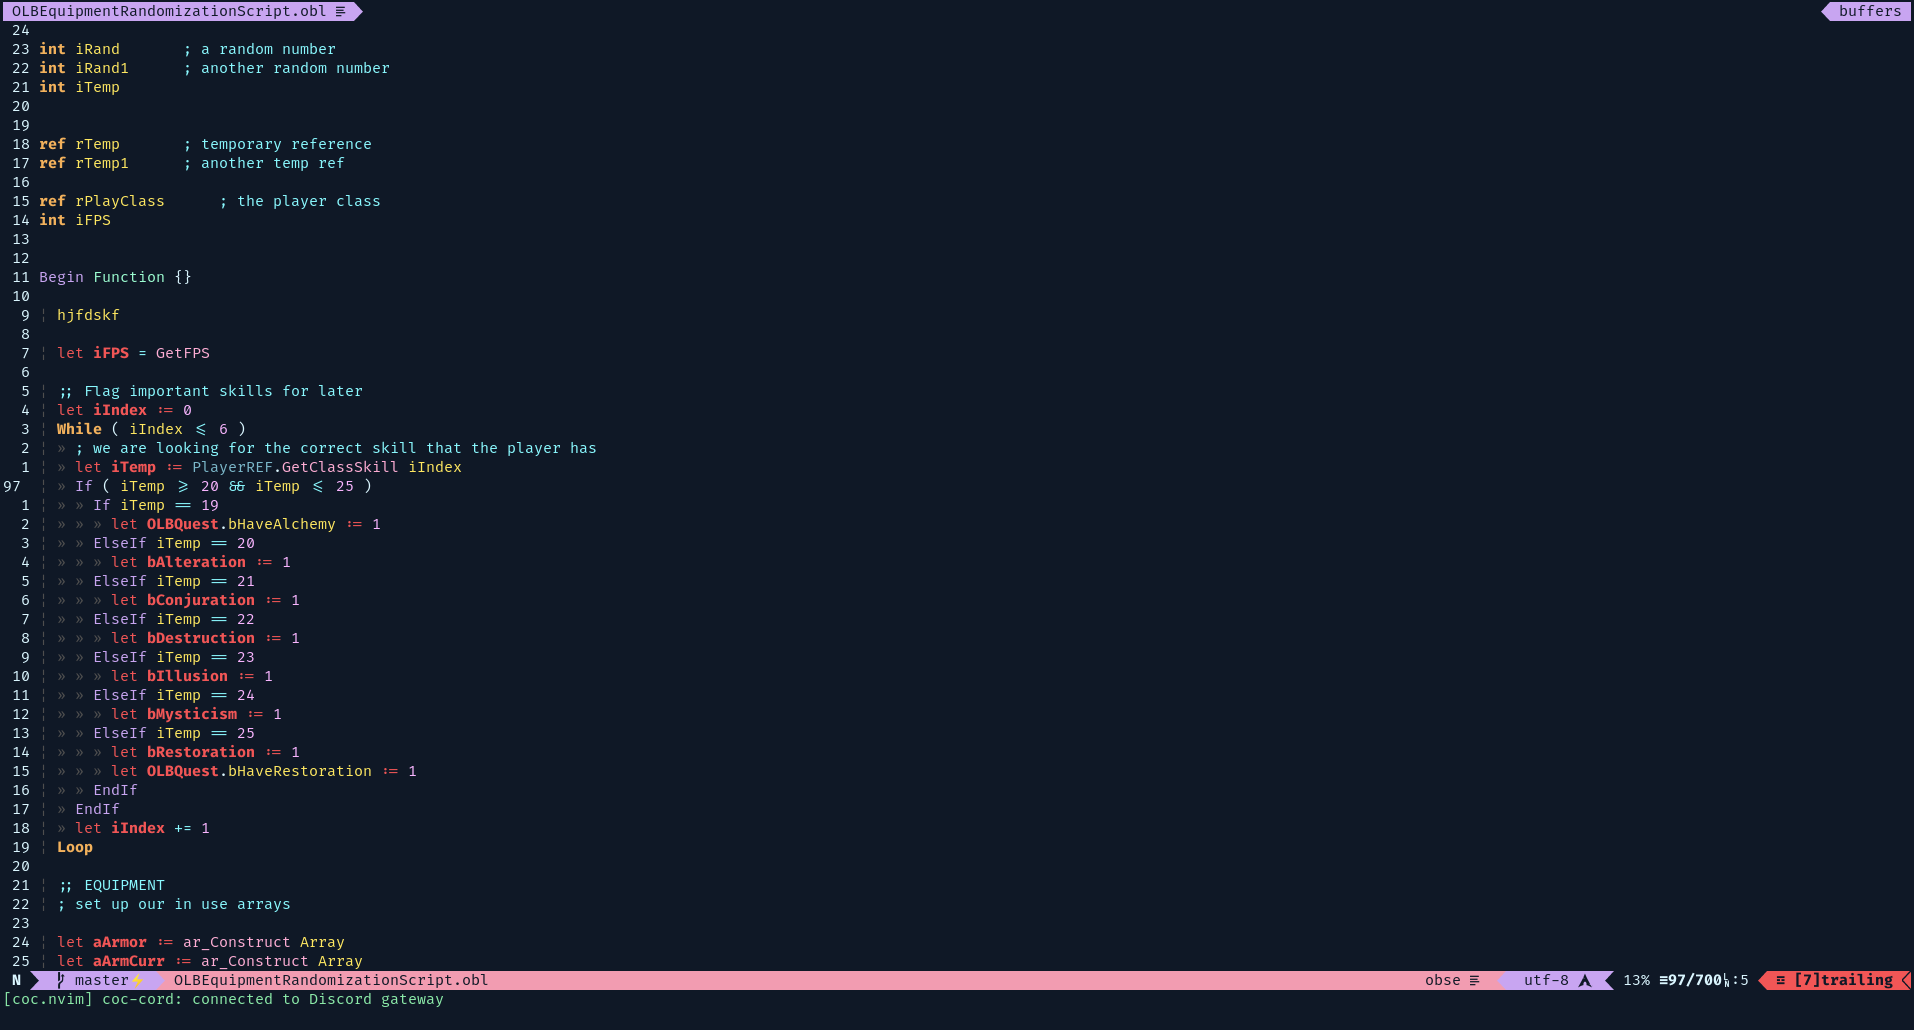 OLBEquipmentRandomizationScript.obl buffers
24
23 int iRand ; a random number
22 int iRand1 ; another random number
21 int iTemp
20
19
18 ref rTemp ; temporary reference
17 ref rTemp1 ; another temp ref
16
15 ref rPlayClass ; the player class
14 int iFPS
13
12
11 Begin Function {}
10
9 ¦ hjfdskf
8
7 ¦ let iFPS = GetFPS
6
5 ¦ ;; Flag important skills for later
4 ¦ let iIndex := 0
3 ¦ While ( iIndex <= 6 )
2 ¦ » ; we are looking for the correct skill that the player has
1 ¦ » let iTemp := PlayerREF.GetClassSkill iIndex
97 ¦ » If ( iTemp >= 20 && iTemp <= 25 )
1 ¦ » » If iTemp == 19
2 ¦ » » » let OLBQuest.bHaveAlchemy := 1
3 ¦ » » ElseIf iTemp == 20
4 ¦ » » » let bAlteration := 1
5 ¦ » » ElseIf iTemp == 21
6 ¦ » » » let bConjuration := 1
7 ¦ » » ElseIf iTemp == 22
8 ¦ » » » let bDestruction := 1
9 ¦ » » ElseIf iTemp == 23
10 ¦ » » » let bIllusion := 1
11 ¦ » » ElseIf iTemp == 24
12 ¦ » » » let bMysticism := 1
13 ¦ » » ElseIf iTemp == 25
14 ¦ » » » let bRestoration := 1
15 ¦ » » » let OLBQuest.bHaveRestoration := 1
16 ¦ » » EndIf
17 ¦ » EndIf
18 ¦ » let iIndex += 1
19 ¦ Loop
20
21 ¦ ;; EQUIPMENT
22 ¦ ; set up our in use arrays
23
24 ¦ let aArmor := ar_Construct Array
25 ¦ let aArmCurr := ar_Construct Array
N master⚡ OLBEquipmentRandomizationScript.obl obse utf-8 13% ≡97/700:5 [7]trailing
[coc.nvim] coc-cord: connected to Discord gateway